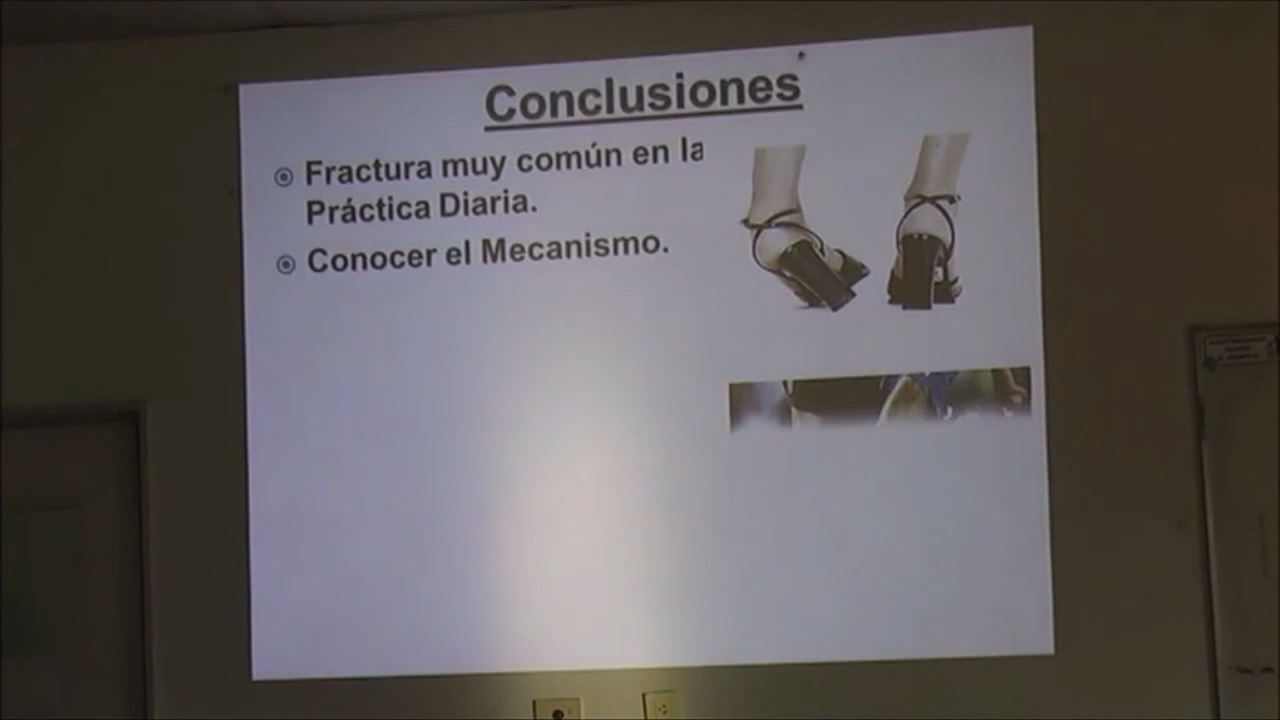 Conclusiones
Fractura muy común en la
Práctica Diaria.
Conocer el Mecanismo.